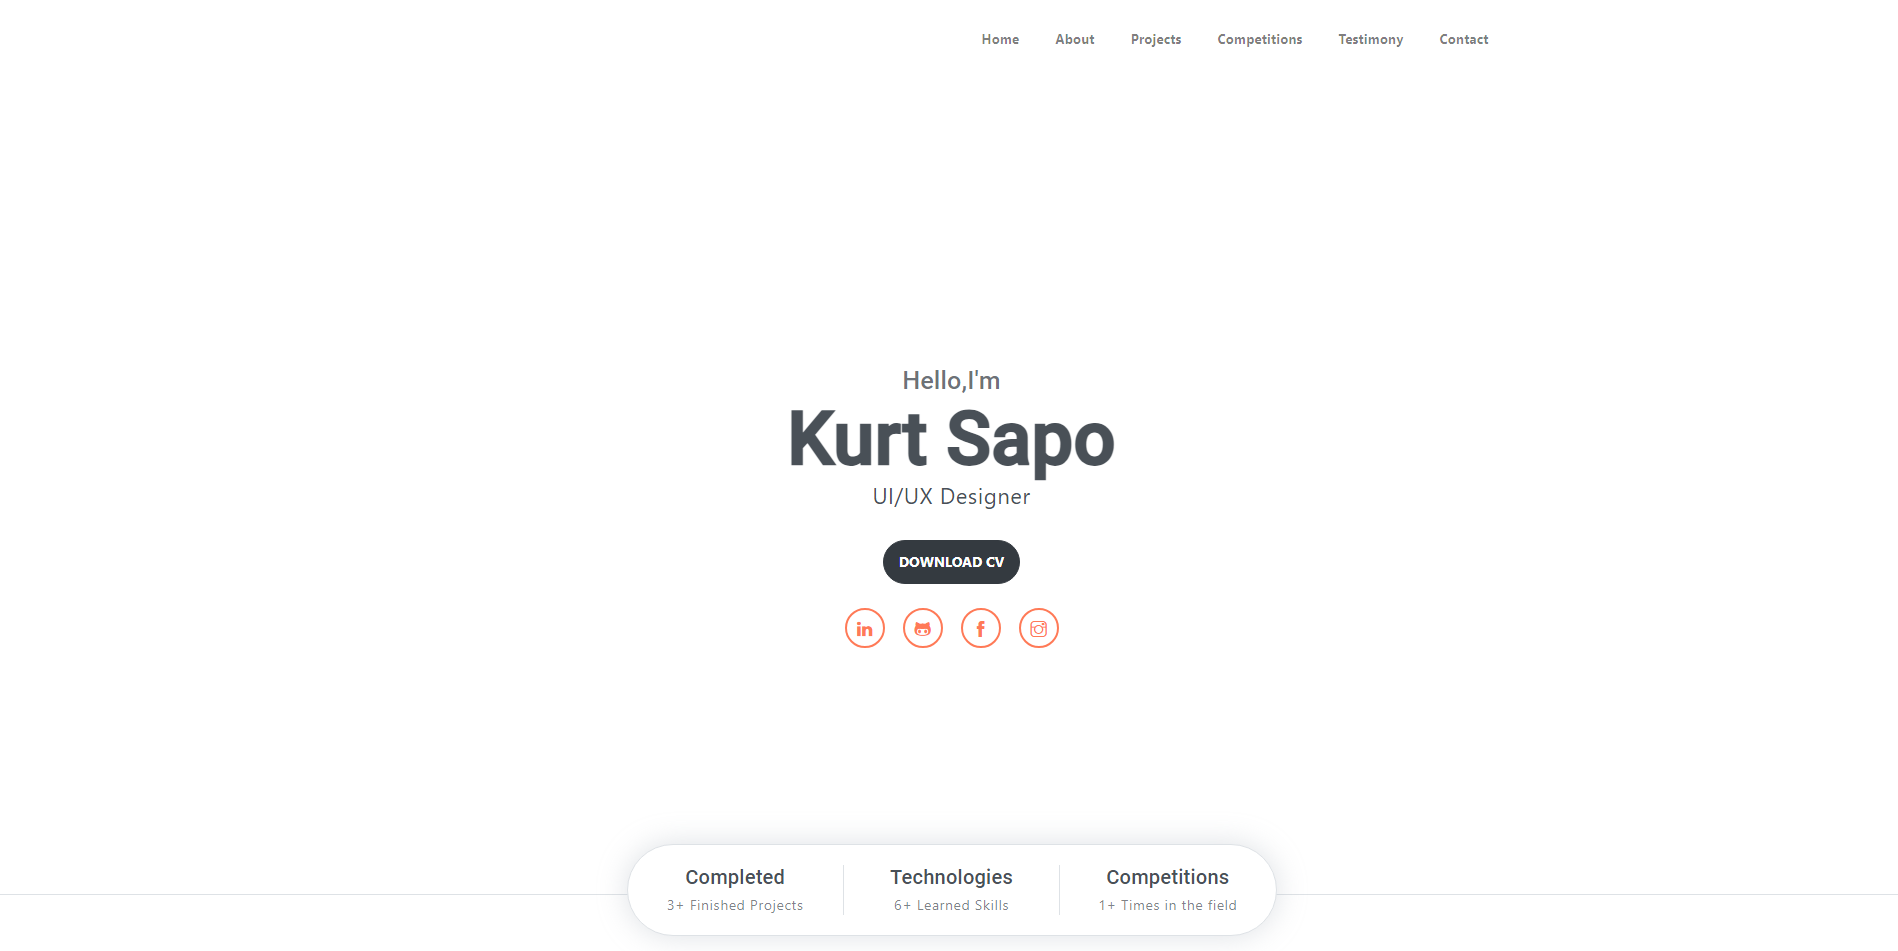 Home About Projects Competitions Testimony Contact
Hello,I'm
Kurt Sapo
UI/UX Designer
DOWNLOAD CV
in f
Completed Technologies Competitions
3+ Finished Projects 6+ Learned Skills 1+ Times in the field